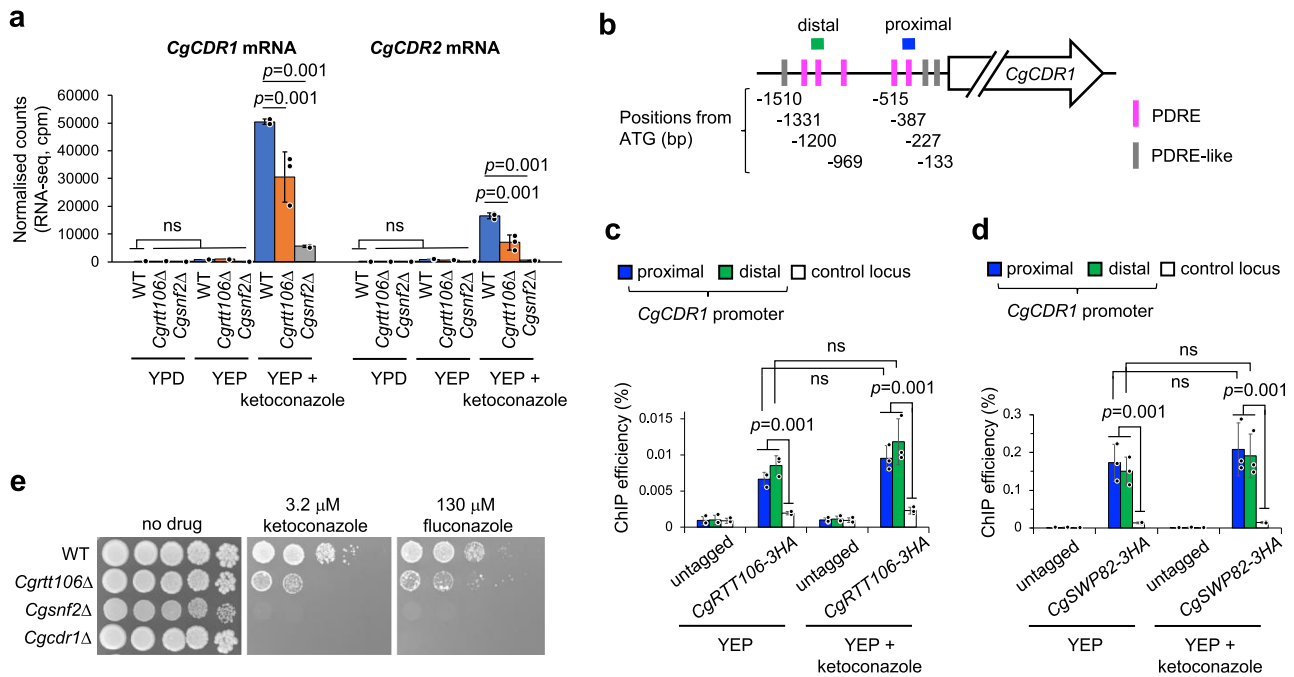 a
CgCDR1 mRNA
CgCDR2 mRNA
p=0.001
p=0.001
p=0.001
p=0.001
Normalised counts
(RNA-seq, cpm)
60000
50000
40000
30000
20000
10000
0
ns
ns
WT
Cgrtt106Δ
Cgsnf2Δ
WT
Cgrtt106Δ
Cgsnf2Δ
WT
Cgrtt106Δ
Cgsnf2Δ
WT
Cgrtt106Δ
Cgsnf2Δ
WT
Cgrtt106Δ
Cgsnf2Δ
WT
Cgrtt106Δ
Cgsnf2Δ
YPD
YEP
YEP +
ketoconazole
YPD
YEP
YEP +
ketoconazole
b
distal
proximal
CgCDR1
Positions from
ATG (bp)
-1510
-1331
-1200
-969
-515
-387
-227
-133
PDRE
PDRE-like
c
proximal
distal
control locus
CgCDR1 promoter
ns
ns
p=0.001
p=0.001
ChIP efficiency (%)
0.015
0.01
0.005
0
untagged
CgRTT106-3HA
untagged
CgRTT106-3HA
YEP
YEP +
ketoconazole
d
proximal
distal
control locus
CgCDR1 promoter
ns
ns
p=0.001
p=0.001
ChIP efficiency (%)
0.3
0.2
0.1
0
untagged
CgSWP82-3HA
untagged
CgSWP82-3HA
YEP
YEP +
ketoconazole
e
no drug
3.2 μM
ketoconazole
130 μM
fluconazole
WT
Cgrtt106Δ
Cgsnf2Δ
Cgcdr1Δ